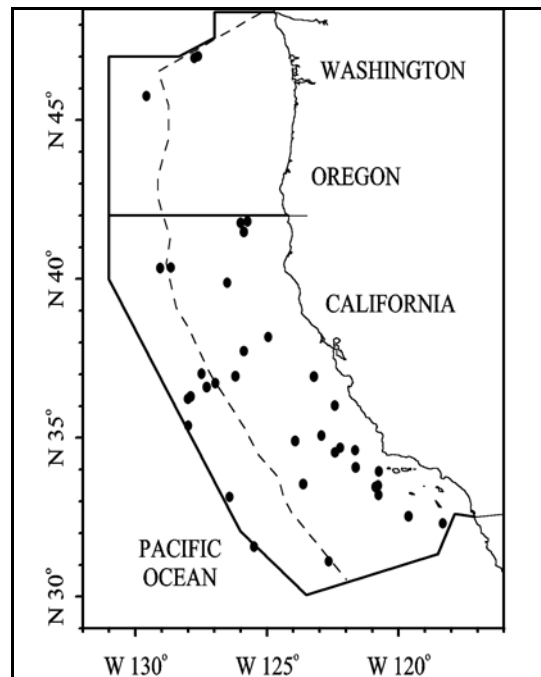 WASHINGTON
N 45°
OREGON
N 40°
CALIFORNIA
N 35°
PACIFIC
OCEAN
N 30°
W 130° W 125° W 120°